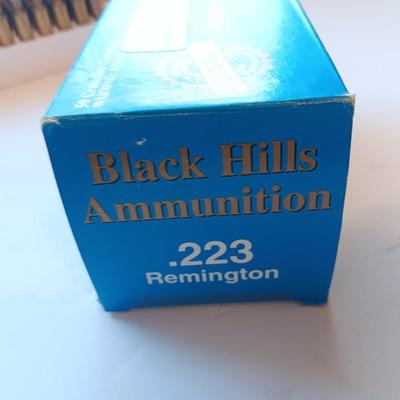 Black Hills
Ammunition
.223
Remington